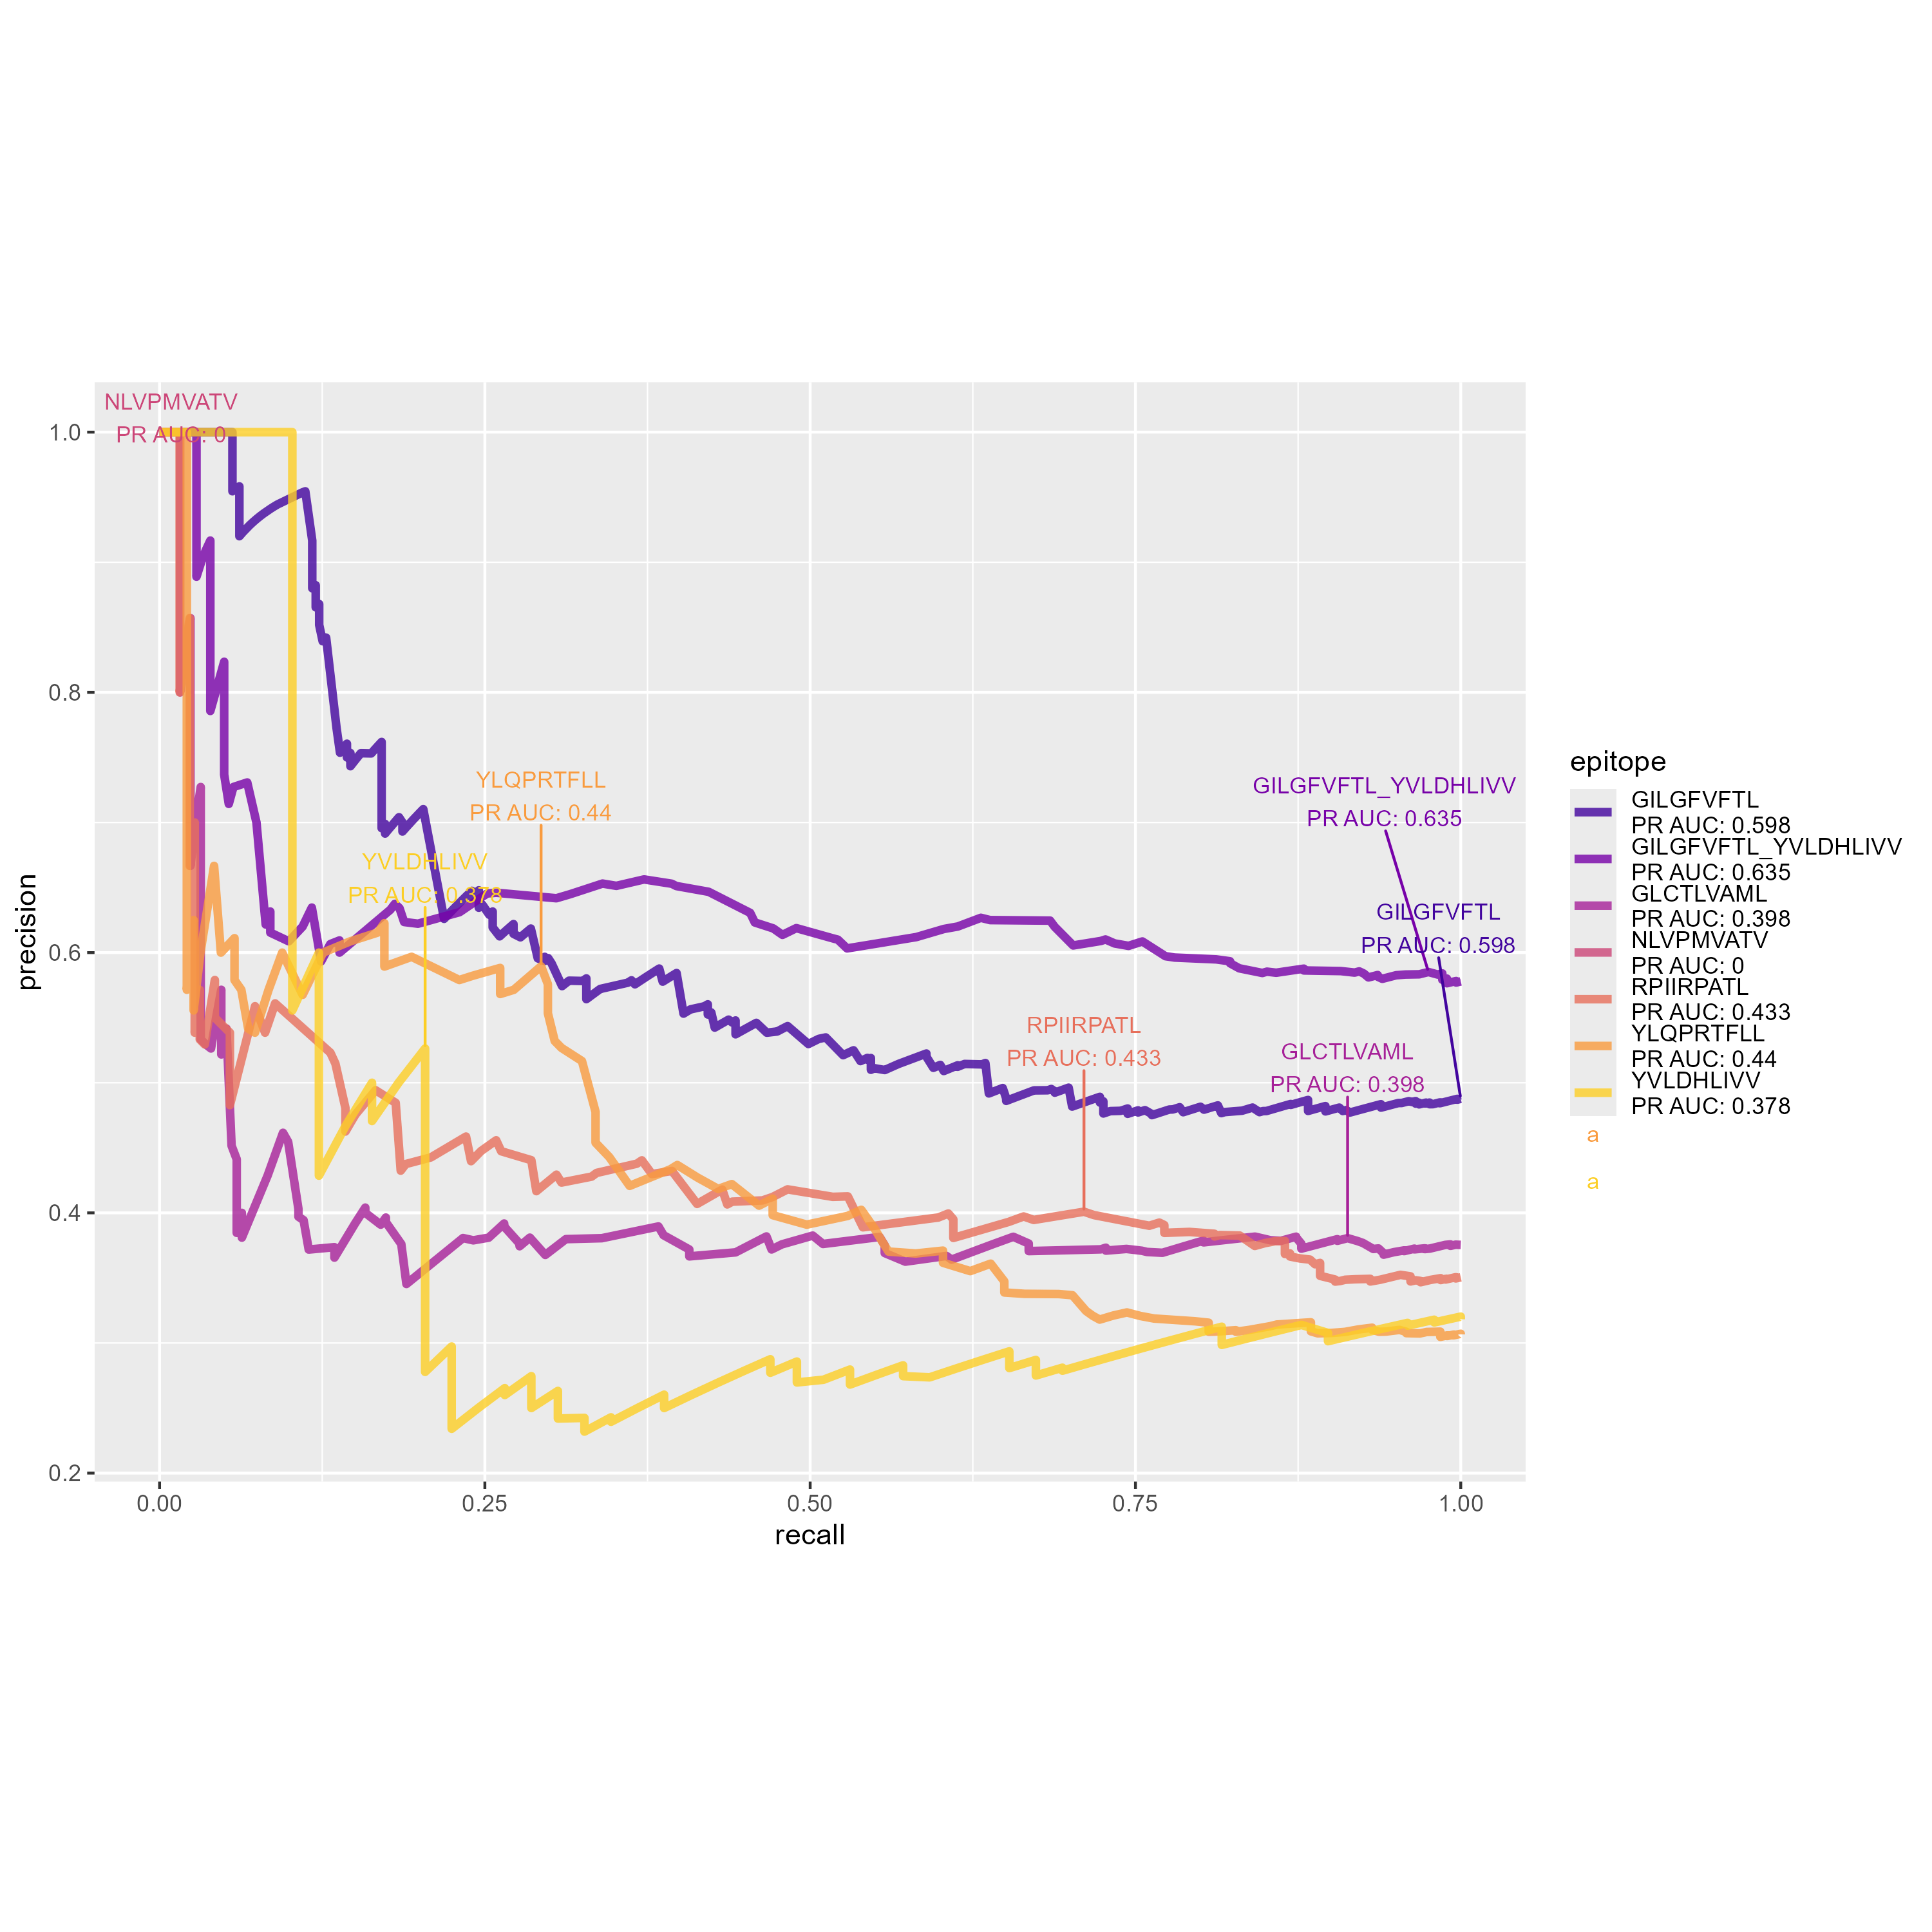 NLVPMVATV
PR AUC: 0
YLQPRTFLL
PR AUC: 0.44
GILGFVFTL_YVLDHLIVV
PR AUC: 0.635
YVLDHLIVV
PR AUC: 0.378
GILGFVFTL
PR AUC: 0.598
RPIIRPATL
PR AUC: 0.433
GLCTLVAML
PR AUC: 0.398
1.0
0.8
0.6
0.4
0.2
precision
0.00
0.25
0.50
0.75
1.00
recall
epitope
GILGFVFTL
PR AUC: 0.598
GILGFVFTL_YVLDHLIVV
PR AUC: 0.635
GLCTLVAML
PR AUC: 0.398
NLVPMVATV
PR AUC: 0
RPIIRPATL
PR AUC: 0.433
YLQPRTFLL
PR AUC: 0.44
YVLDHLIVV
PR AUC: 0.378
a
a